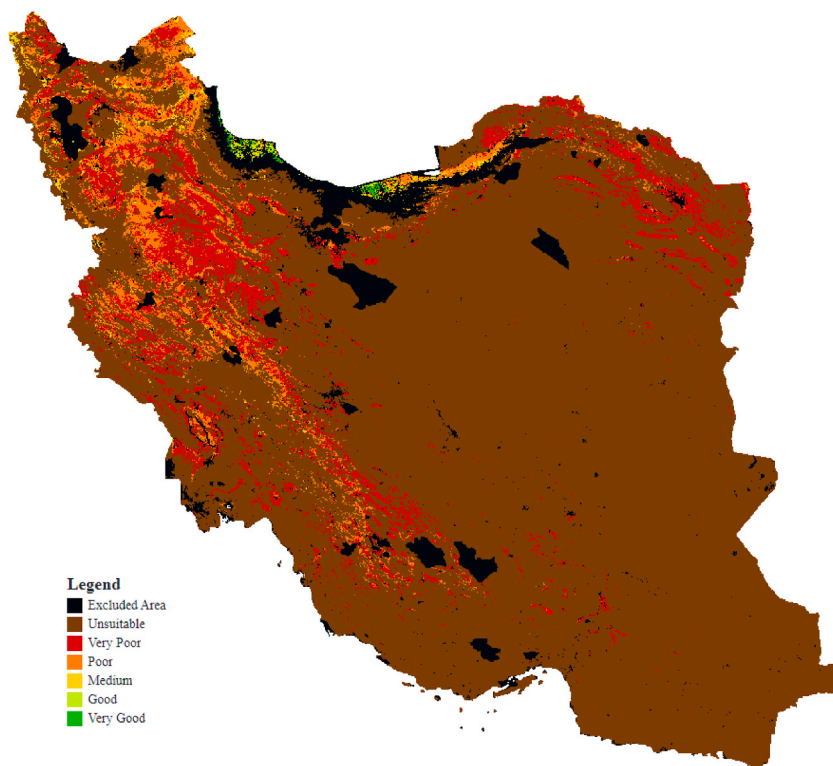 Legend
Excluded Area
Unsuitable
Very Poor
Poor
Medium
Good
Very Good